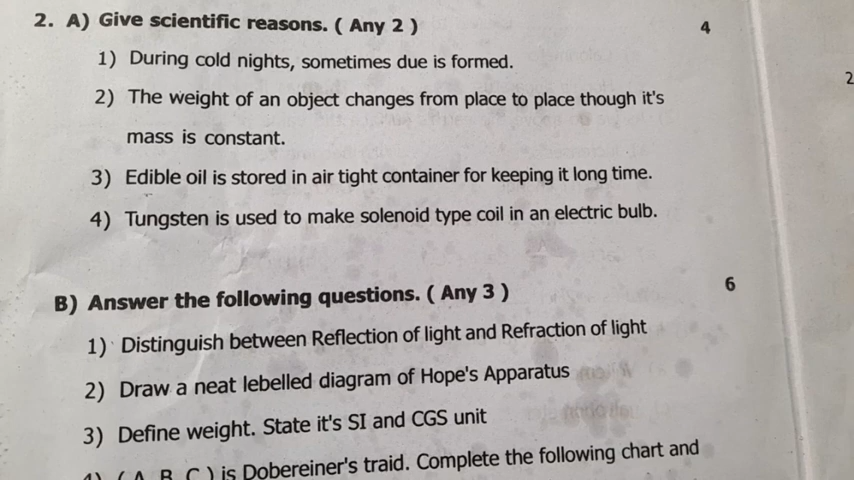 2. A) Give scientific reasons. ( Any 2 ) 4
1) During cold nights, sometimes due is formed.
2) The weight of an object changes from place to place though it's
mass is constant.
3) Edible oil is stored in air tight container for keeping it long time.
4) Tungsten is used to make solenoid type coil in an electric bulb.
B) Answer the following questions. ( Any 3 ) 6
1) Distinguish between Reflection of light and Refraction of light
2) Draw a neat lebelled diagram of Hope's Apparatus
3) Define weight. State it's SI and CGS unit
4) ( A, B, C ) is Dobereiner's traid. Complete the following chart and
2